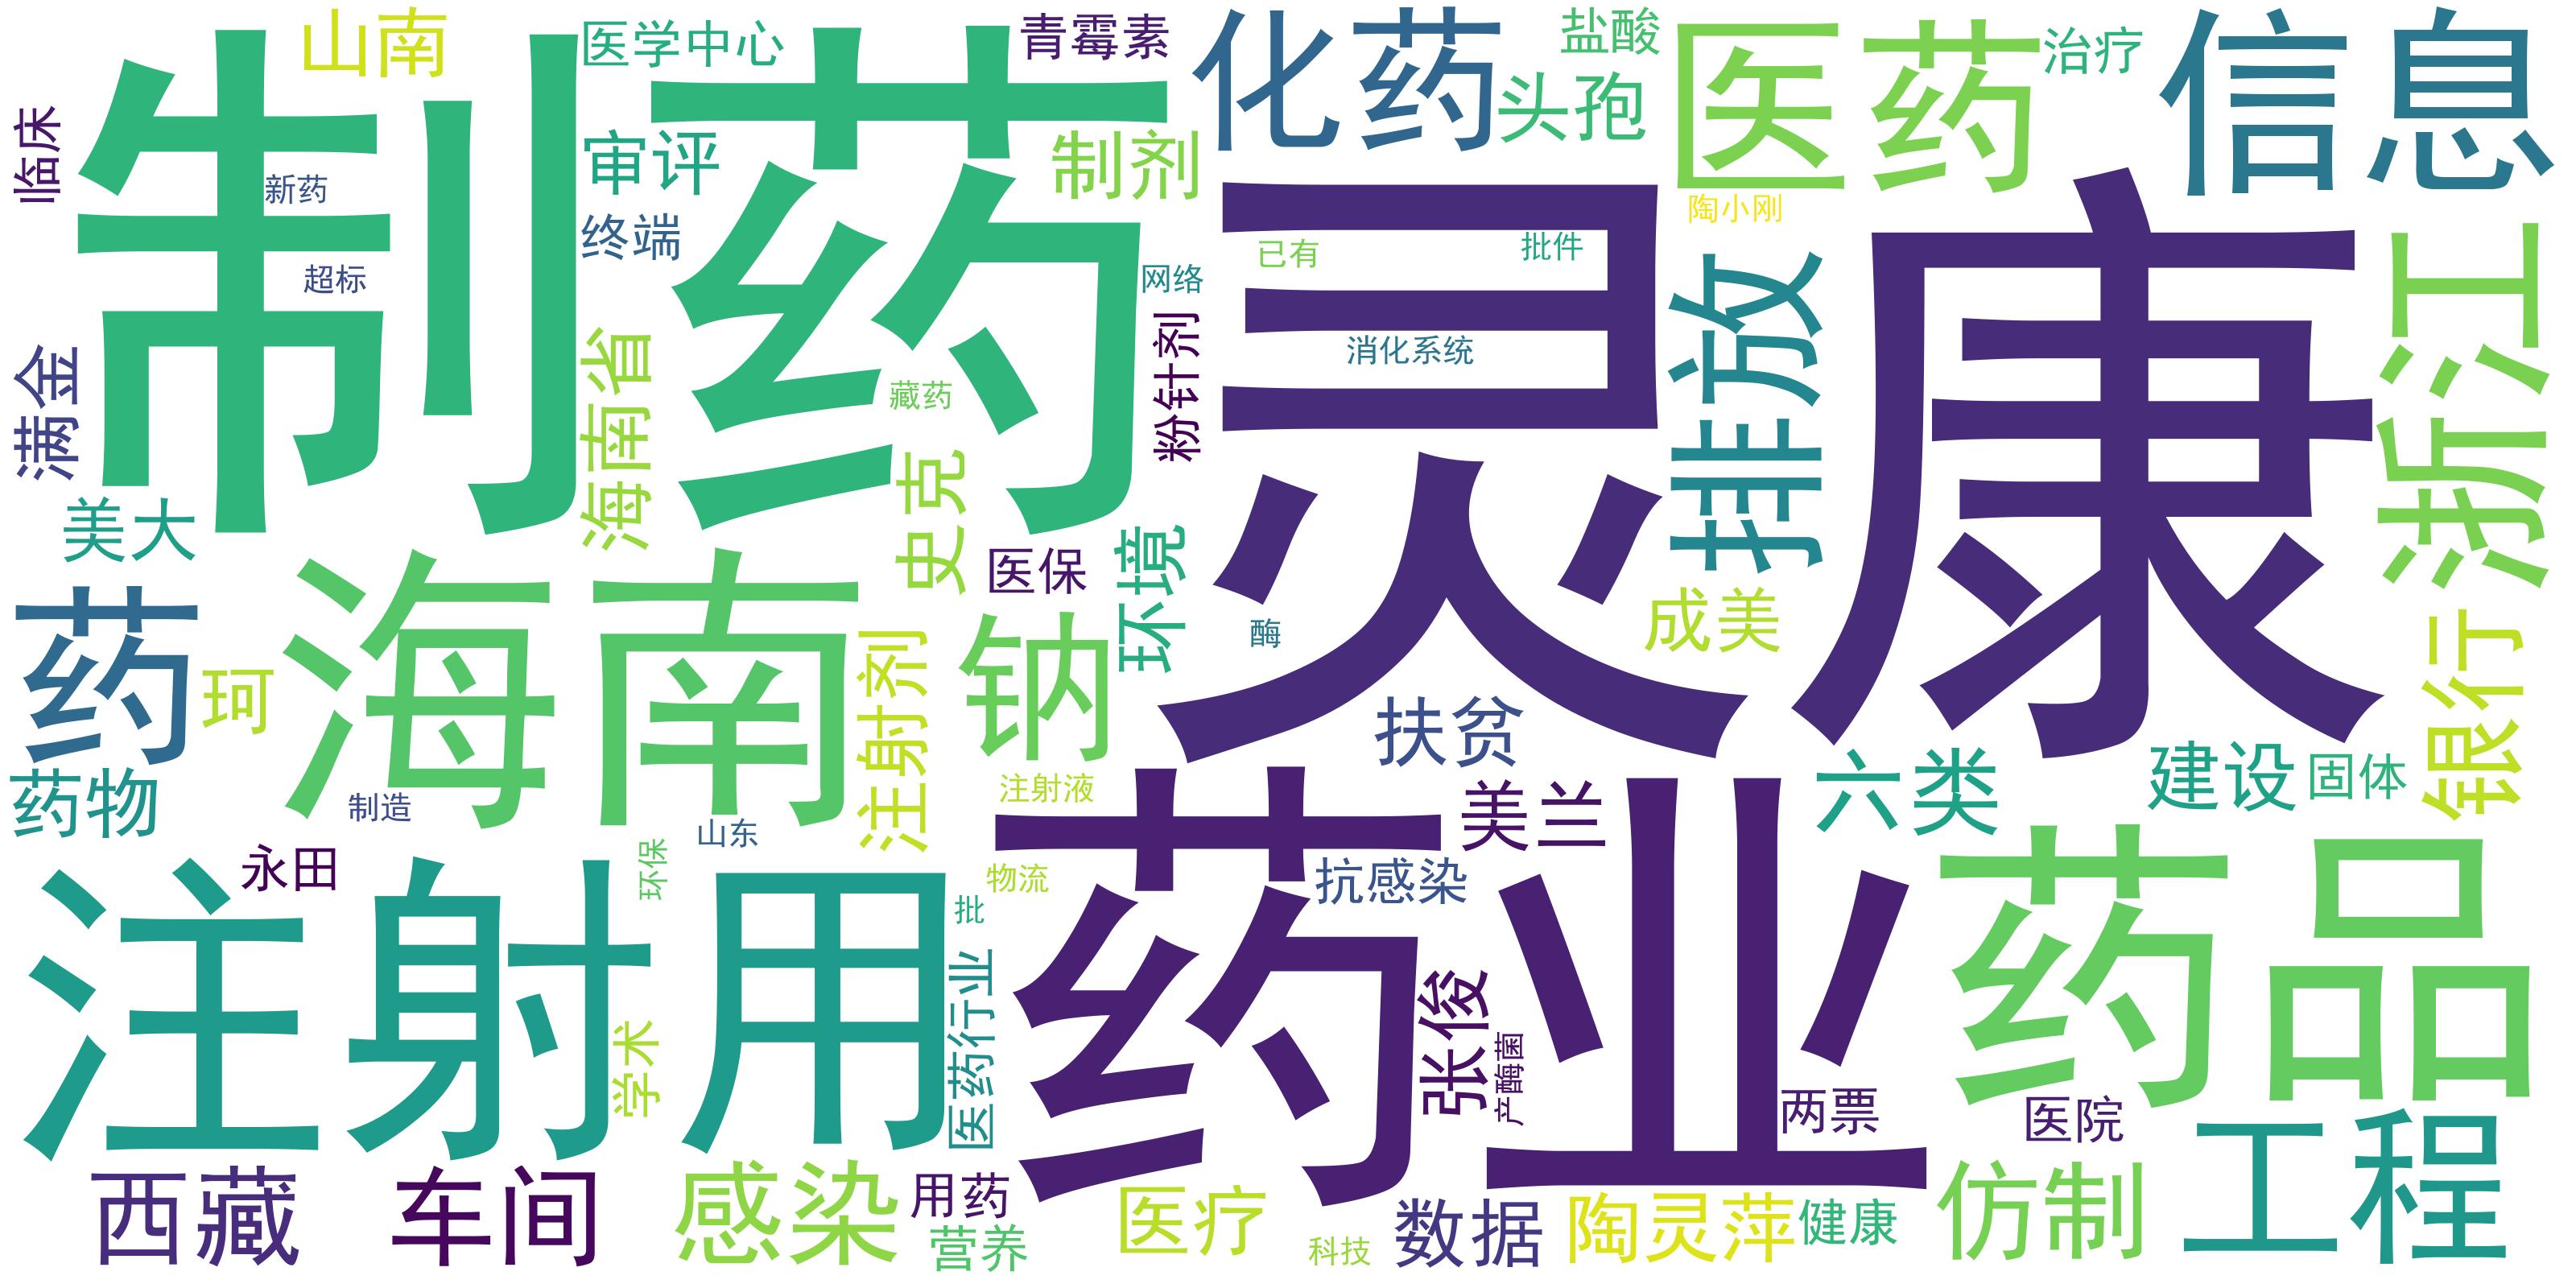 制药
灵康
药业
海南
注射用
药品
医药
信息
化药
浙江
排放
药
工程
钠
西藏
车间
感染
仿制
六类
银行
山南
医学中心
青霉素
盐酸
头孢
治疗
临床
新药
审评
制剂
终端
超标
网络
陶小刚
已有
批件
消化系统
满金
海南省
藏药
粉针剂
史克
美大
医保
环境
酶
成美
珂
注射剂
扶贫
建设
固体
药物
制造
山东
注射液
美兰
永田
环保
物流
抗感染
批
医药行业
学术
张俊
产酶菌
两票
医院
用药
营养
医疗
科技
数据
陶灵萍
健康